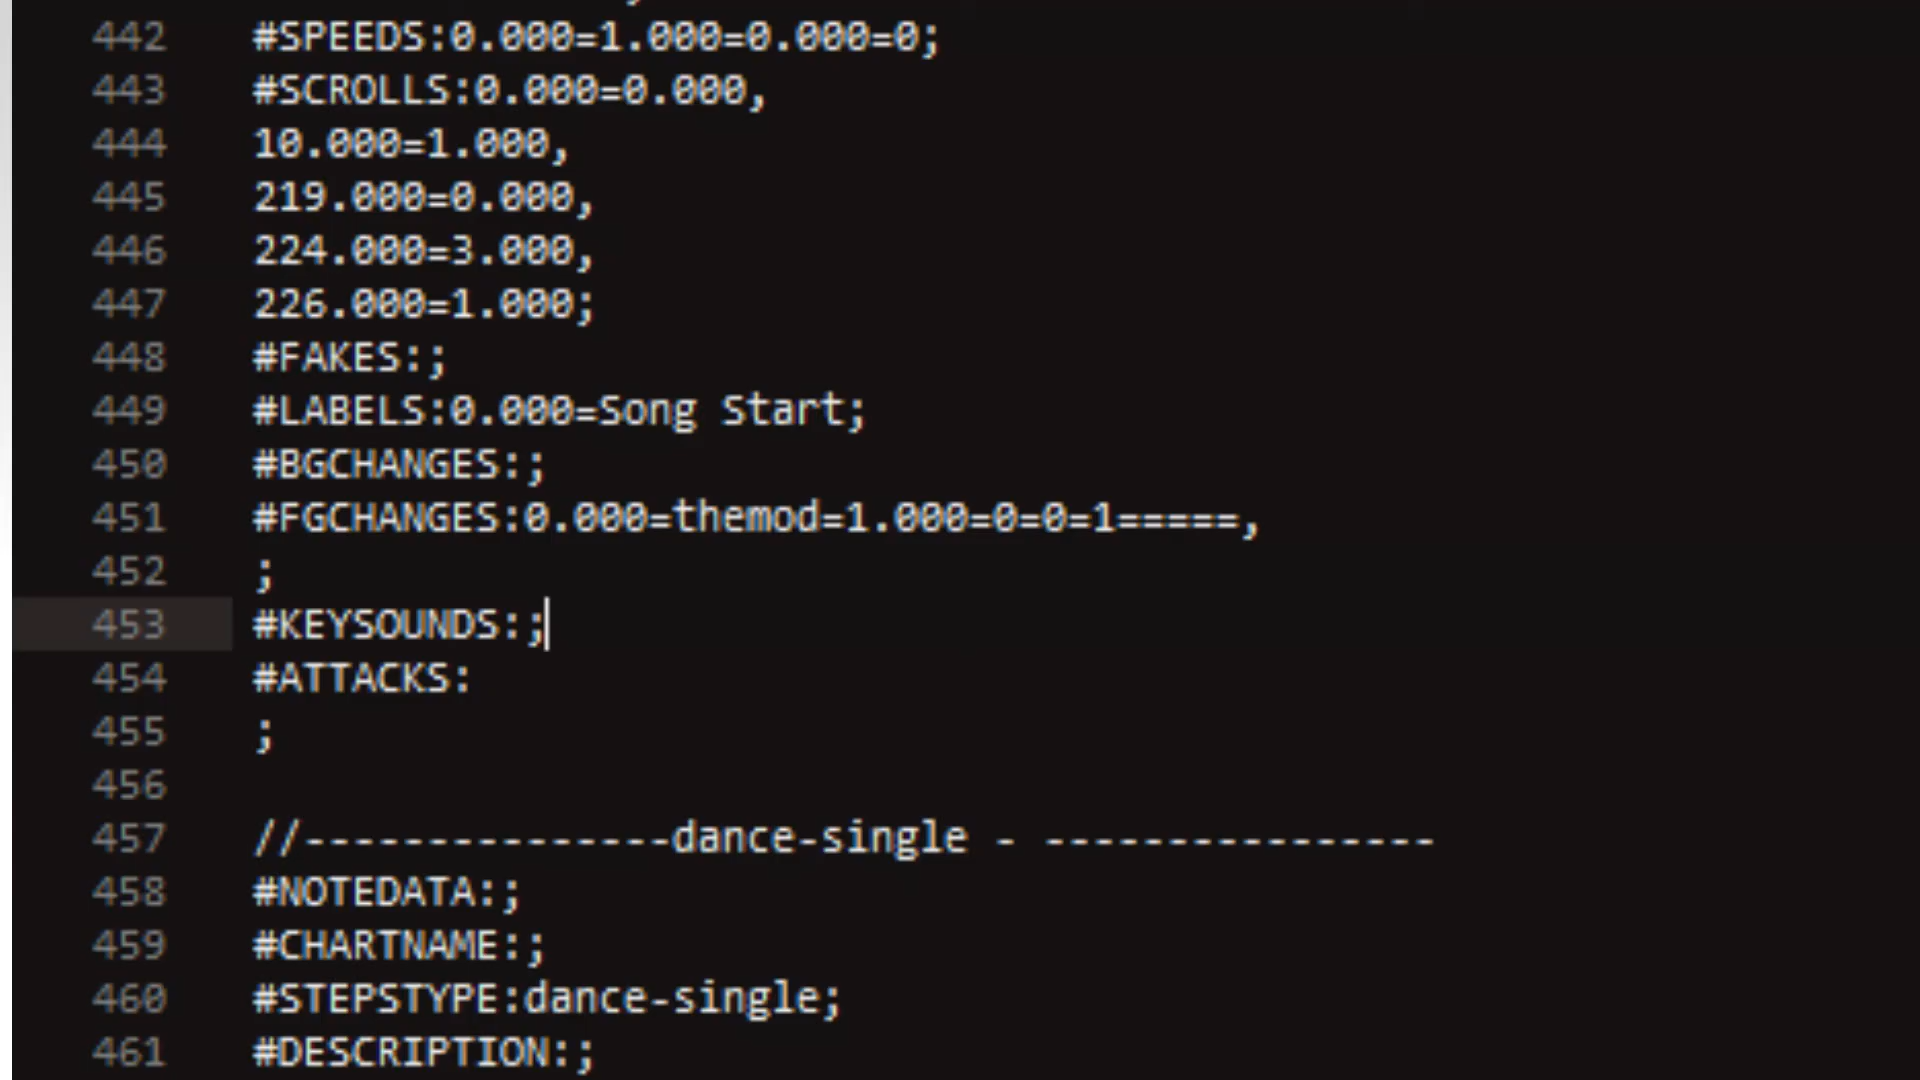 442 #SPEEDS:0.000=1.000=0.000=0;
443 #SCROLLS:0.000=0.000,
444 10.000=1.000,
445 219.000=0.000,
446 224.000=3.000,
447 226.000=1.000;
448 #FAKES:;
449 #LABELS:0.000=Song Start;
450 #BGCHANGES:;
451 #FGCHANGES:0.000=themod=1.000=0=0=1=====,
452 ;
453 #KEYSOUNDS:;
454 #ATTACKS:
455 ;
456
457 //---------------dance-single - ----------------
458 #NOTEDATA:;
459 #CHARTNAME:;
460 #STEPSTYPE:dance-single;
461 #DESCRIPTION:;